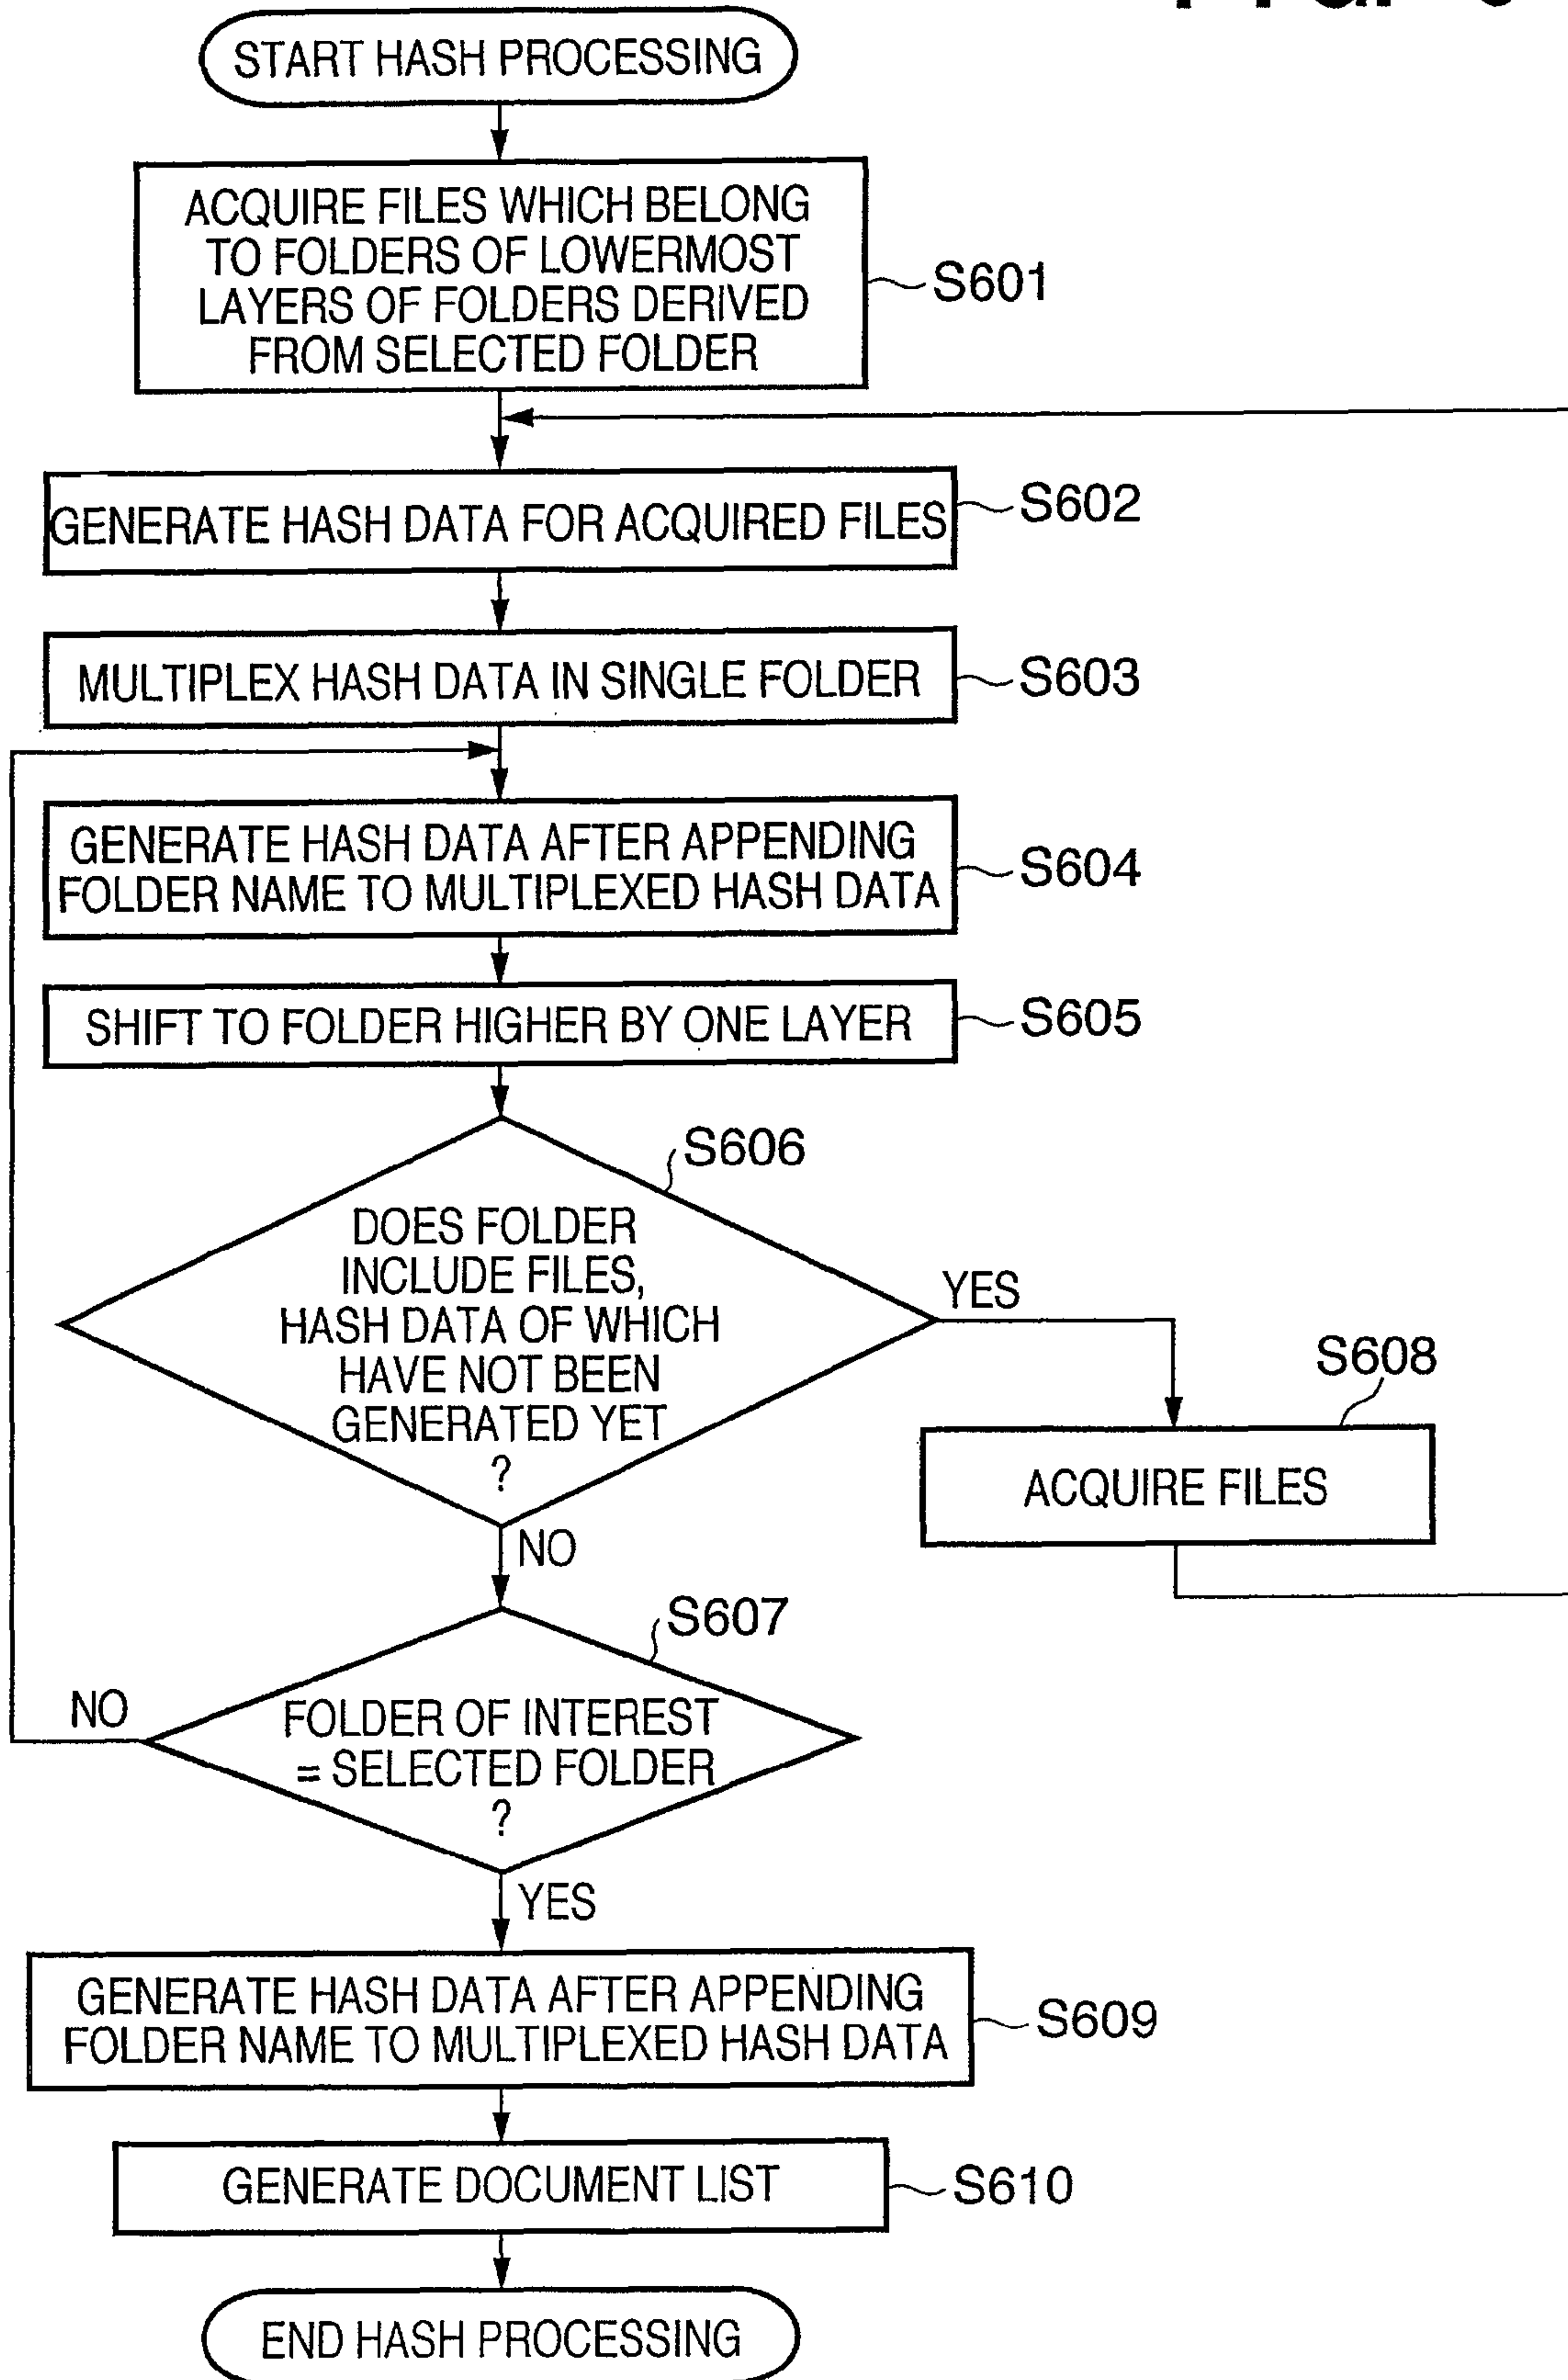 START HASH PROCESSING
ACQUIRE FILES WHICH BELONG
TO FOLDERS OF LOWERMOST
LAYERS OF FOLDERS DERIVED
FROM SELECTED FOLDER
S601
GENERATE HASH DATA FOR ACQUIRED FILES
S602
MULTIPLEX HASH DATA IN SINGLE FOLDER
S603
GENERATE HASH DATA AFTER APPENDING
FOLDER NAME TO MULTIPLEXED HASH DATA
S604
SHIFT TO FOLDER HIGHER BY ONE LAYER
S605
S606
DOES FOLDER
INCLUDE FILES,
HASH DATA OF WHICH
HAVE NOT BEEN
GENERATED YET
?
YES
S608
ACQUIRE FILES
NO
S607
NO
FOLDER OF INTEREST
= SELECTED FOLDER
?
YES
GENERATE HASH DATA AFTER APPENDING
FOLDER NAME TO MULTIPLEXED HASH DATA
S609
GENERATE DOCUMENT LIST
S610
END HASH PROCESSING